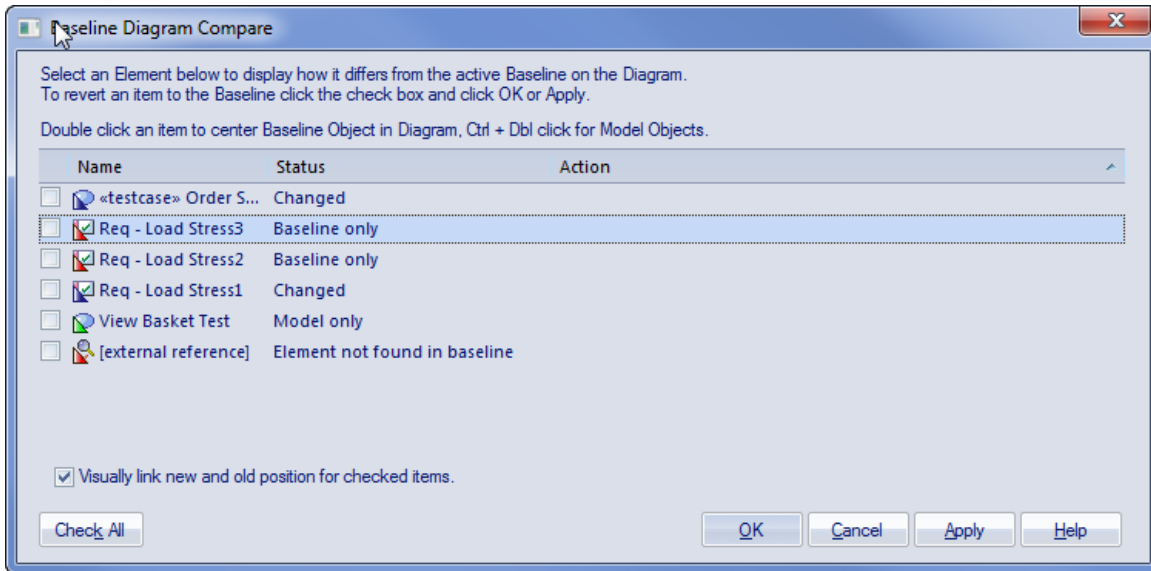 Baseline Diagram Compare
Select an Element below to display how it differs from the active Baseline on the Diagram.
To revert an item to the Baseline click the check box and click OK or Apply.
Double click an item to center Baseline Object in Diagram, Ctrl + Dbl click for Model Objects.
Name Status Action
«testcase» Order S... Changed
Req - Load Stress3 Baseline only
Req - Load Stress2 Baseline only
Req - Load Stress1 Changed
View Basket Test Model only
[external reference] Element not found in baseline
Visually link new and old position for checked items.
Check All OK Cancel Apply Help